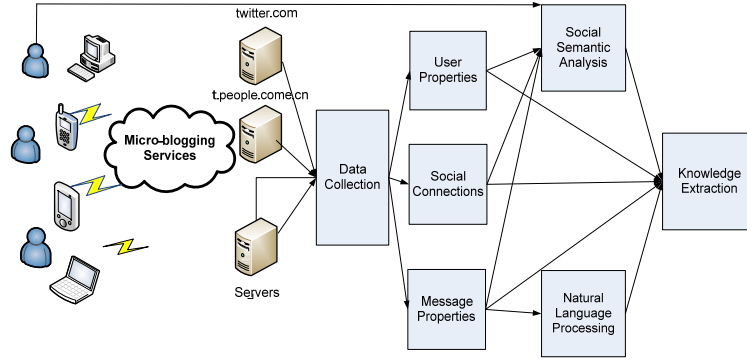 twitter.com
t.people.come.cn
Micro-blogging
Services
Servers
Data
Collection
User
Properties
Social
Connections
Message
Properties
Social
Semantic
Analysis
Natural
Language
Processing
Knowledge
Extraction